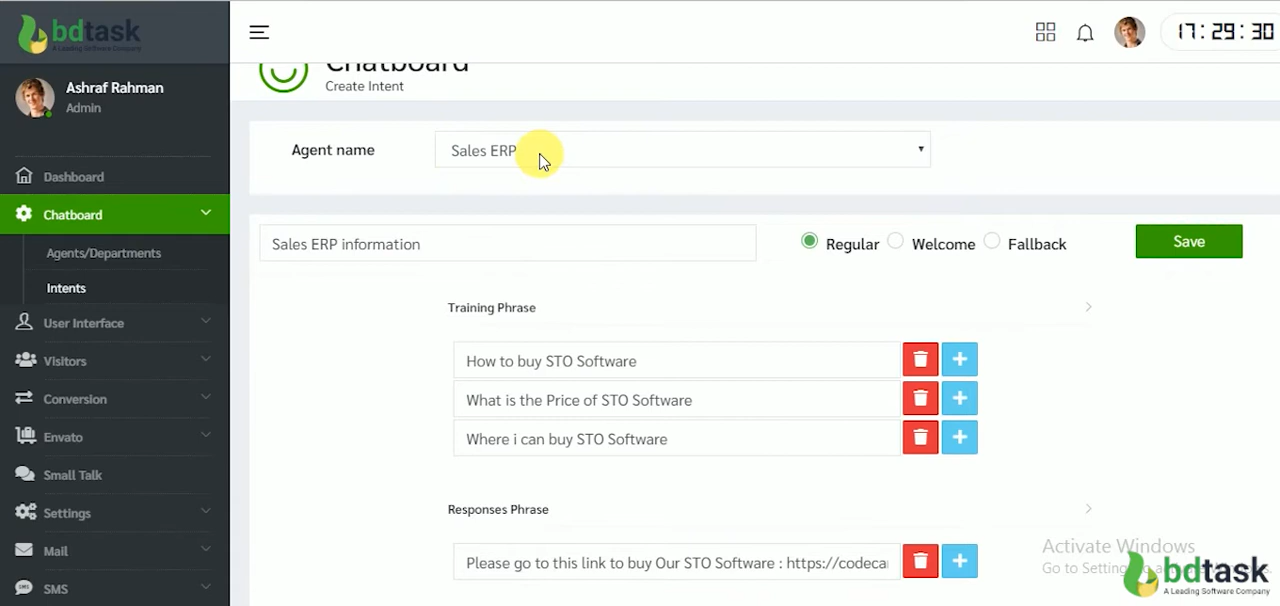 bdtask
A Leading Software Company
17:29:30
Ashraf Rahman
Admin
Dashboard
Chatboard
Agents/Departments
Intents
User Interface
Visitors
Conversion
Envato
Small Talk
Settings
Mail
SMS
SMS
Chatboard
Create Intent
Agent name
Sales ERP
Sales ERP information
Regular
Welcome
Fallback
Save
Training Phrase
How to buy STO Software
What is the Price of STO Software
Where i can buy STO Software
Responses Phrase
Please go to this link to buy Our STO Software : https://codeca
Activate Windows
Go to Setting
bdtask
A Leading Software Company